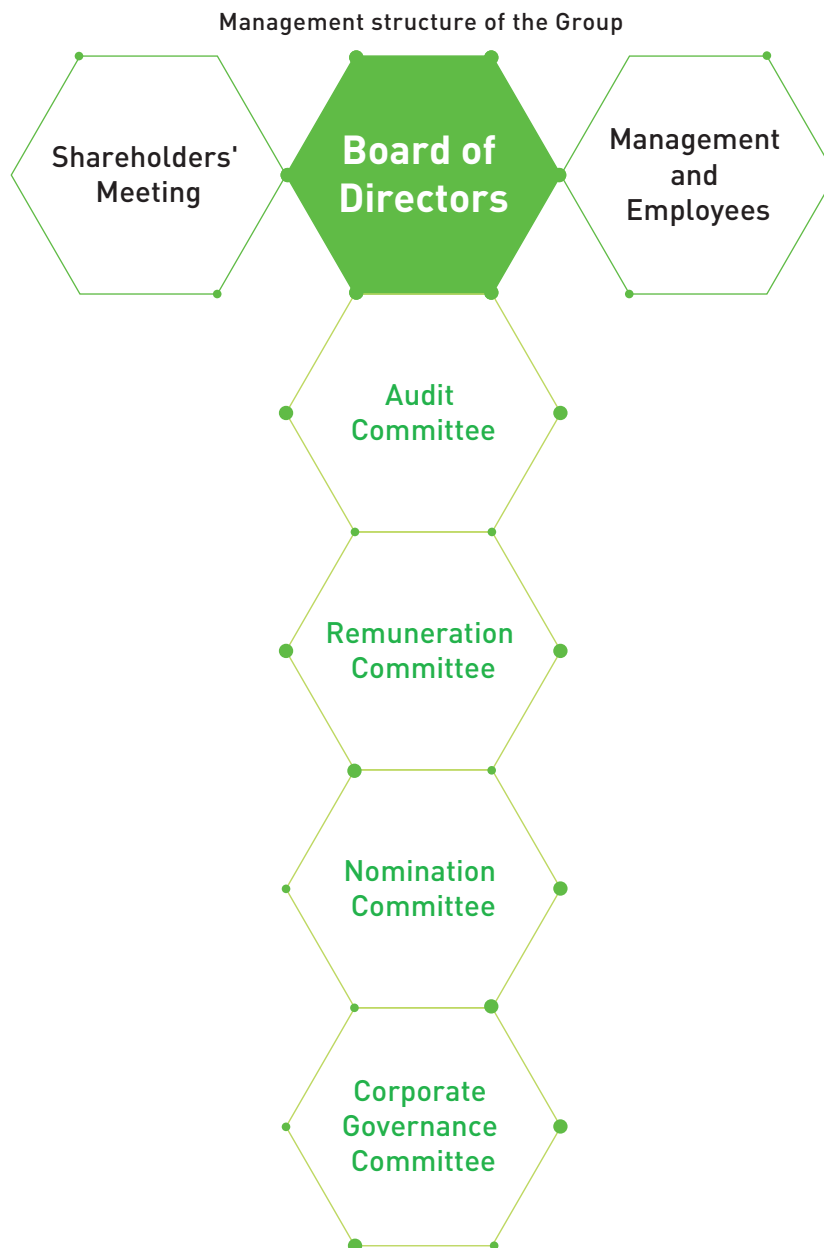 Management structure of the Group
Shareholders'
Meeting
Board of
Directors
Management
and
Employees
Audit
Committee
Remuneration
Committee
Nomination
Committee
Corporate
Governance
Committee